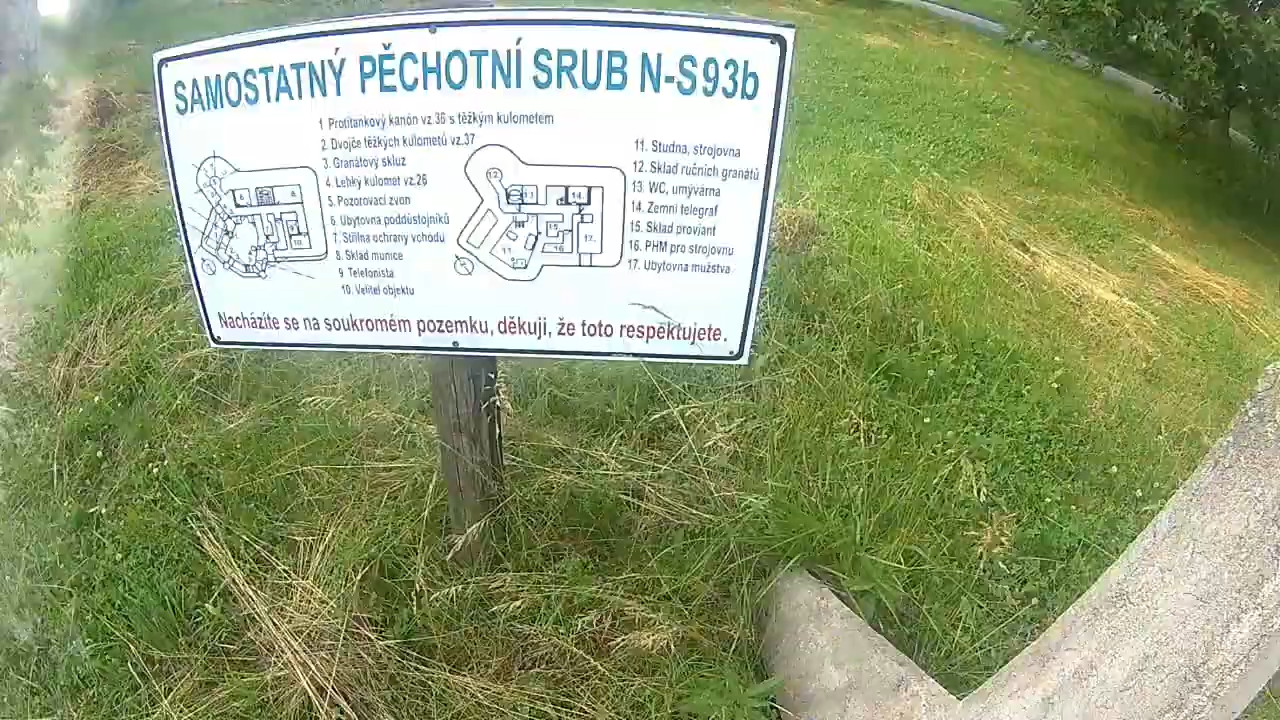 SAMOSTATNÝ PĚCHOTNÍ SRUB N-S93b
1 Protitankový kanón vz.36 s těžkým kulometem
2. Dvojče těžkých kulometů vz.37
3. Granátový skluz
4. Lehký kulomet vz.26
5. Pozorovací zvon
6. Ubytovna poddůstojníků
7. Střílna ochrany vchodu
8. Sklad munice
9 Telefonista
10. Velitel objektu
11. Studna, strojovna
12. Sklad ručních granátů
13. WC, umývárna
14. Zemní telegraf
15. Sklad proviant
16. PHM pro strojovnu
17. Ubytovna mužstva
Nacházíte se na soukromém pozemku, děkuji, že toto respektujete.